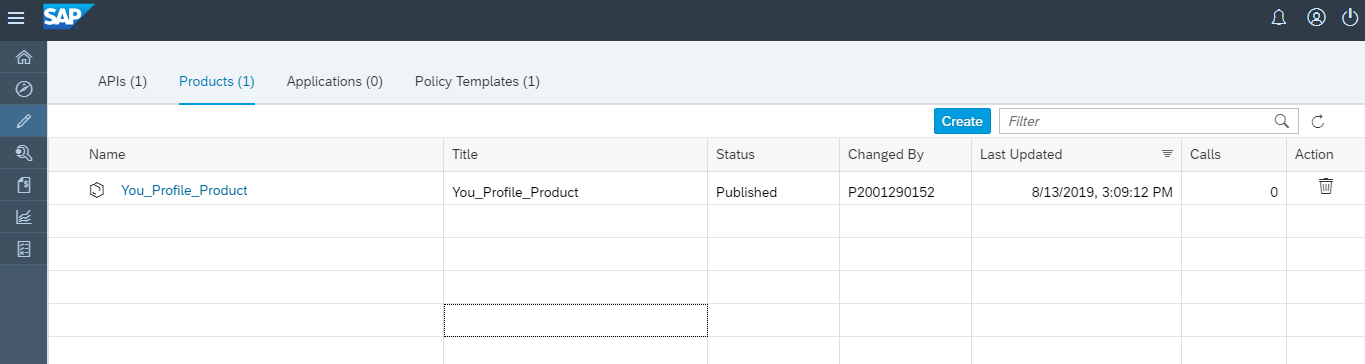 SAP
APIs (1) Products (1) Applications (0) Policy Templates (1)
Create Filter
Name Title Status Changed By Last Updated Calls Action
You_Profile_Product You_Profile_Product Published P2001290152 8/13/2019, 3:09:12 PM 0